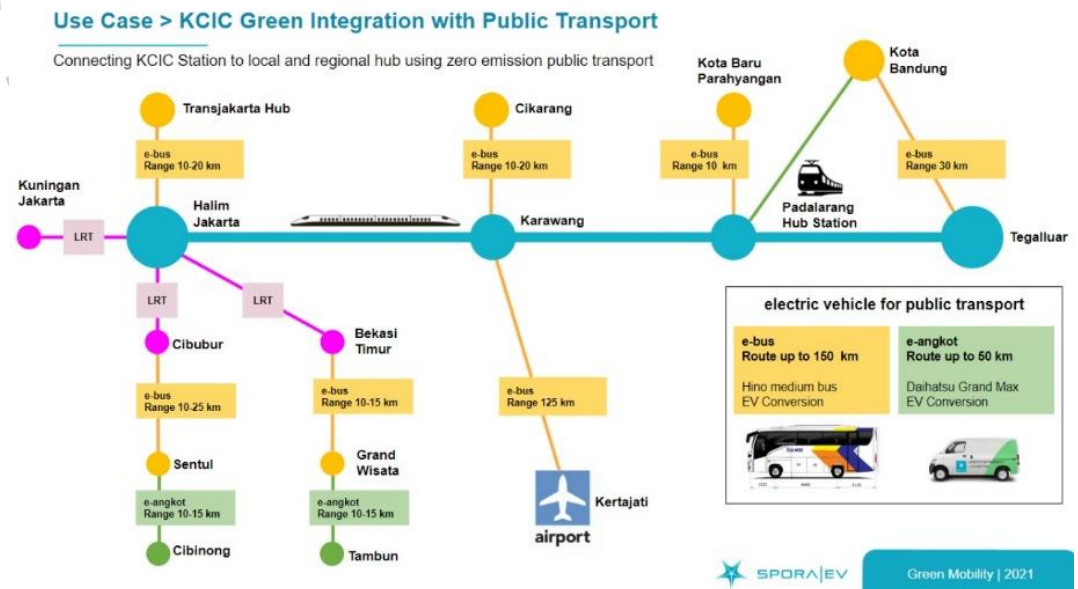 Use Case > KCIC Green Integration with Public Transport
Connecting KCIC Station to local and regional hub using zero emission public transport
Transjakarta Hub
Cikarang
Kota Baru
Parahyangan
Kota
Bandung
e-bus
Range 10-20 km
e-bus
Range 10-20 km
e-bus
Range 10 km
e-bus
Range 30 km
Kuningan
Jakarta
LRT
Halim
Jakarta
Karawang
Padalarang
Hub Station
Tegalluar
LRT
LRT
Cibubur
Bekasi
Timur
e-bus
Range 10-25 km
e-bus
Range 10-15 km
e-bus
Range 125 km
Sentul
Grand
Wisata
e-angkot
Range 10-15 km
e-angkot
Range 10-15 km
Cibinong
Tambun
Kertajati
airport
electric vehicle for public transport
e-bus
Route up to 150 km
Hino medium bus
EV Conversion
e-angkot
Route up to 50 km
Daihatsu Grand Max
EV Conversion
SPORA|EV
Green Mobility | 2021